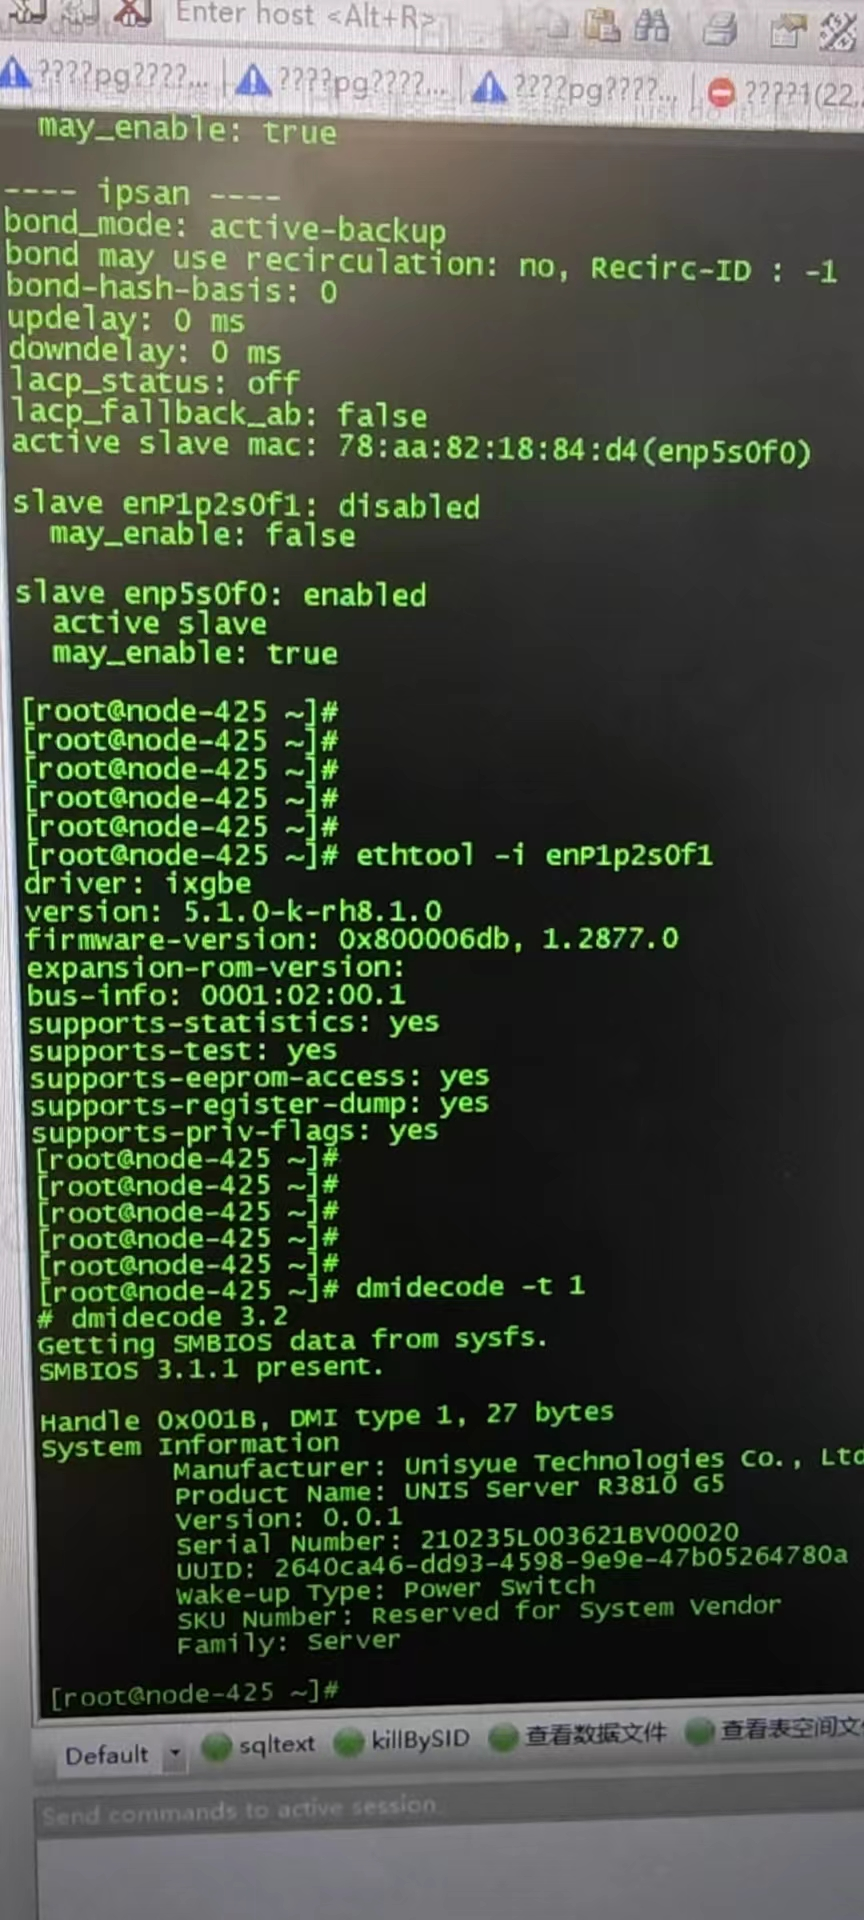 Enter host <Alt+R>
????pg????... ????pg????... ????pg????... ????1(22.
may_enable: true
---- ipsan ----
bond_mode: active-backup
bond may use recirculation: no, Recirc-ID : -1
bond-hash-basis: 0
updelay: 0 ms
downdelay: 0 ms
lacp_status: off
lacp_fallback_ab: false
active slave mac: 78:aa:82:18:84:d4(enp5s0f0)
slave enP1p2s0f1: disabled
may_enable: false
slave enp5s0f0: enabled
active slave
may_enable: true
[root@node-425 ~]#
[root@node-425 ~]#
[root@node-425 ~]#
[root@node-425 ~]#
[root@node-425 ~]#
[root@node-425 ~]# ethtool -i enP1p2s0f1
driver: ixgbe
version: 5.1.0-k-rh8.1.0
firmware-version: 0x800006db, 1.2877.0
expansion-rom-version:
bus-info: 0001:02:00.1
supports-statistics: yes
supports-test: yes
supports-eeprom-access: yes
supports-register-dump: yes
supports-priv-flags: yes
[root@node-425 ~]#
[root@node-425 ~]#
[root@node-425 ~]#
[root@node-425 ~]#
[root@node-425 ~]#
[root@node-425 ~]# dmidecode -t 1
# dmidecode 3.2
Getting SMBIOS data from sysfs.
SMBIOS 3.1.1 present.
Handle 0x001B, DMI type 1, 27 bytes
System Information
Manufacturer: Unisyue Technologies Co., Ltd
Product Name: UNIS Server R3810 G5
Version: 0.0.1
Serial Number: 210235L003621BV00020
UUID: 2640ca46-dd93-4598-9e9e-47b05264780a
Wake-up Type: Power Switch
SKU Number: Reserved for System Vendor
Family: Server
[root@node-425 ~]#
Default sqltext killBySID 查看数据文件 查看表空间文
Send commands to active session